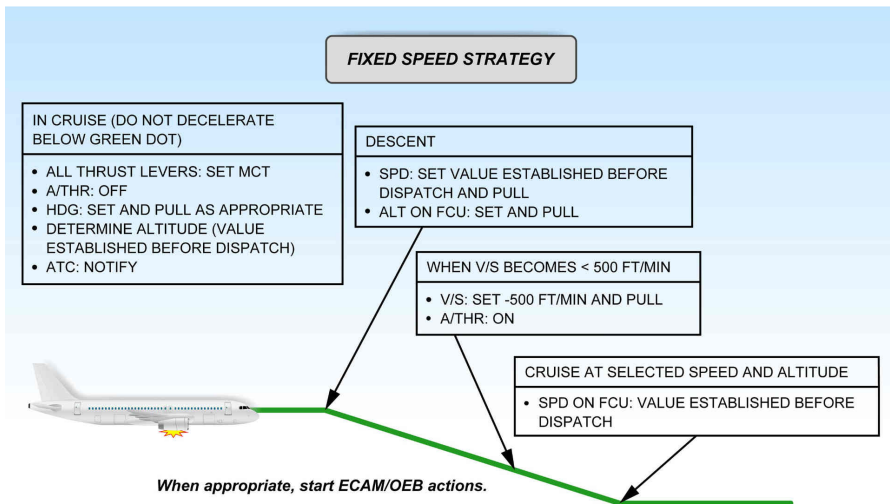 FIXED SPEED STRATEGY
IN CRUISE (DO NOT DECELERATE
BELOW GREEN DOT)
• ALL THRUST LEVERS: SET MCT
• A/THR: OFF
• HDG: SET AND PULL AS APPROPRIATE
• DETERMINE ALTITUDE (VALUE
ESTABLISHED BEFORE DISPATCH)
• ATC: NOTIFY
DESCENT
• SPD: SET VALUE ESTABLISHED BEFORE
DISPATCH AND PULL
• ALT ON FCU: SET AND PULL
WHEN V/S BECOMES < 500 FT/MIN
• V/S: SET -500 FT/MIN AND PULL
• A/THR: ON
CRUISE AT SELECTED SPEED AND ALTITUDE
• SPD ON FCU: VALUE ESTABLISHED BEFORE
DISPATCH
When appropriate, start ECAM/OEB actions.